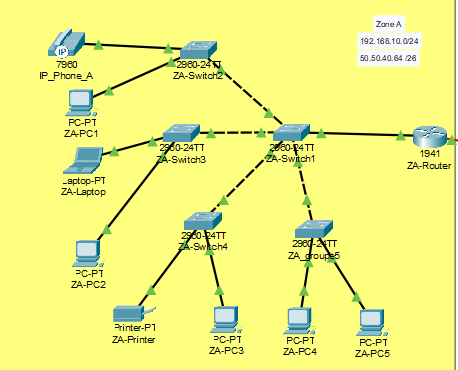 Zone A
192.168.10.0/24
50.50.40.64 /26
IP
7960
IP_Phone_A
2960-24TT
ZA-Switch2
PC-PT
ZA-PC1
2960-24TT
ZA-Switch3
2960-24TT
ZA-Switch1
1941
ZA-Router
Laptop-PT
ZA-Laptop
2960-24TT
ZA-Switch4
2960-24TT
ZA_groupe5
PC-PT
ZA-PC2
Printer-PT
ZA-Printer
PC-PT
ZA-PC3
PC-PT
ZA-PC4
PC-PT
ZA-PC5